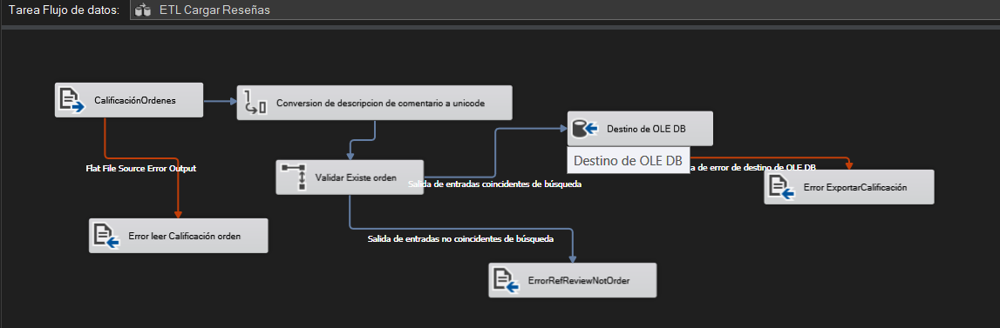 Tarea Flujo de datos: ETL Cargar Reseñas
CalificaciónOrdenes
Conversion de descripcion de comentario a unicode
Destino de OLE DB
Destino de OLE DB
Flat File Source Error Output
Validar Existe orden
Salida de entradas coincidentes de búsqueda
de error de destino de OLE DB
Error ExportarCalificación
Error leer Calificación orden
Salida de entradas no coincidentes de búsqueda
ErrorRefReviewNotOrder